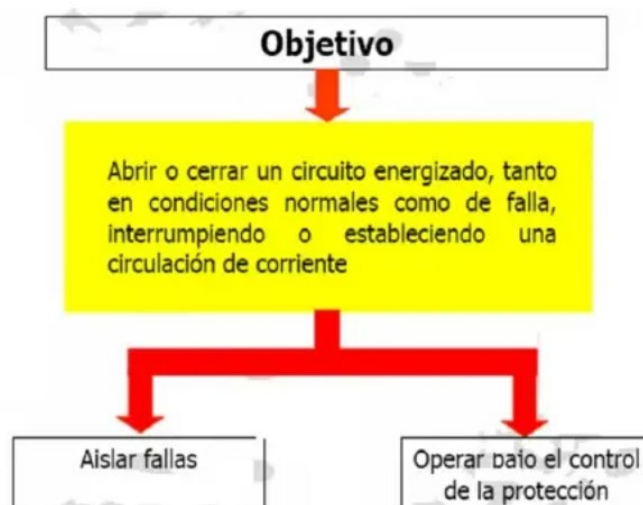 Objetivo
Abrir o cerrar un circuito energizado, tanto
en condiciones normales como de falla,
interrumpiendo o estableciendo una
circulación de corriente
Aislar fallas
Operar bajo el control
de la protección